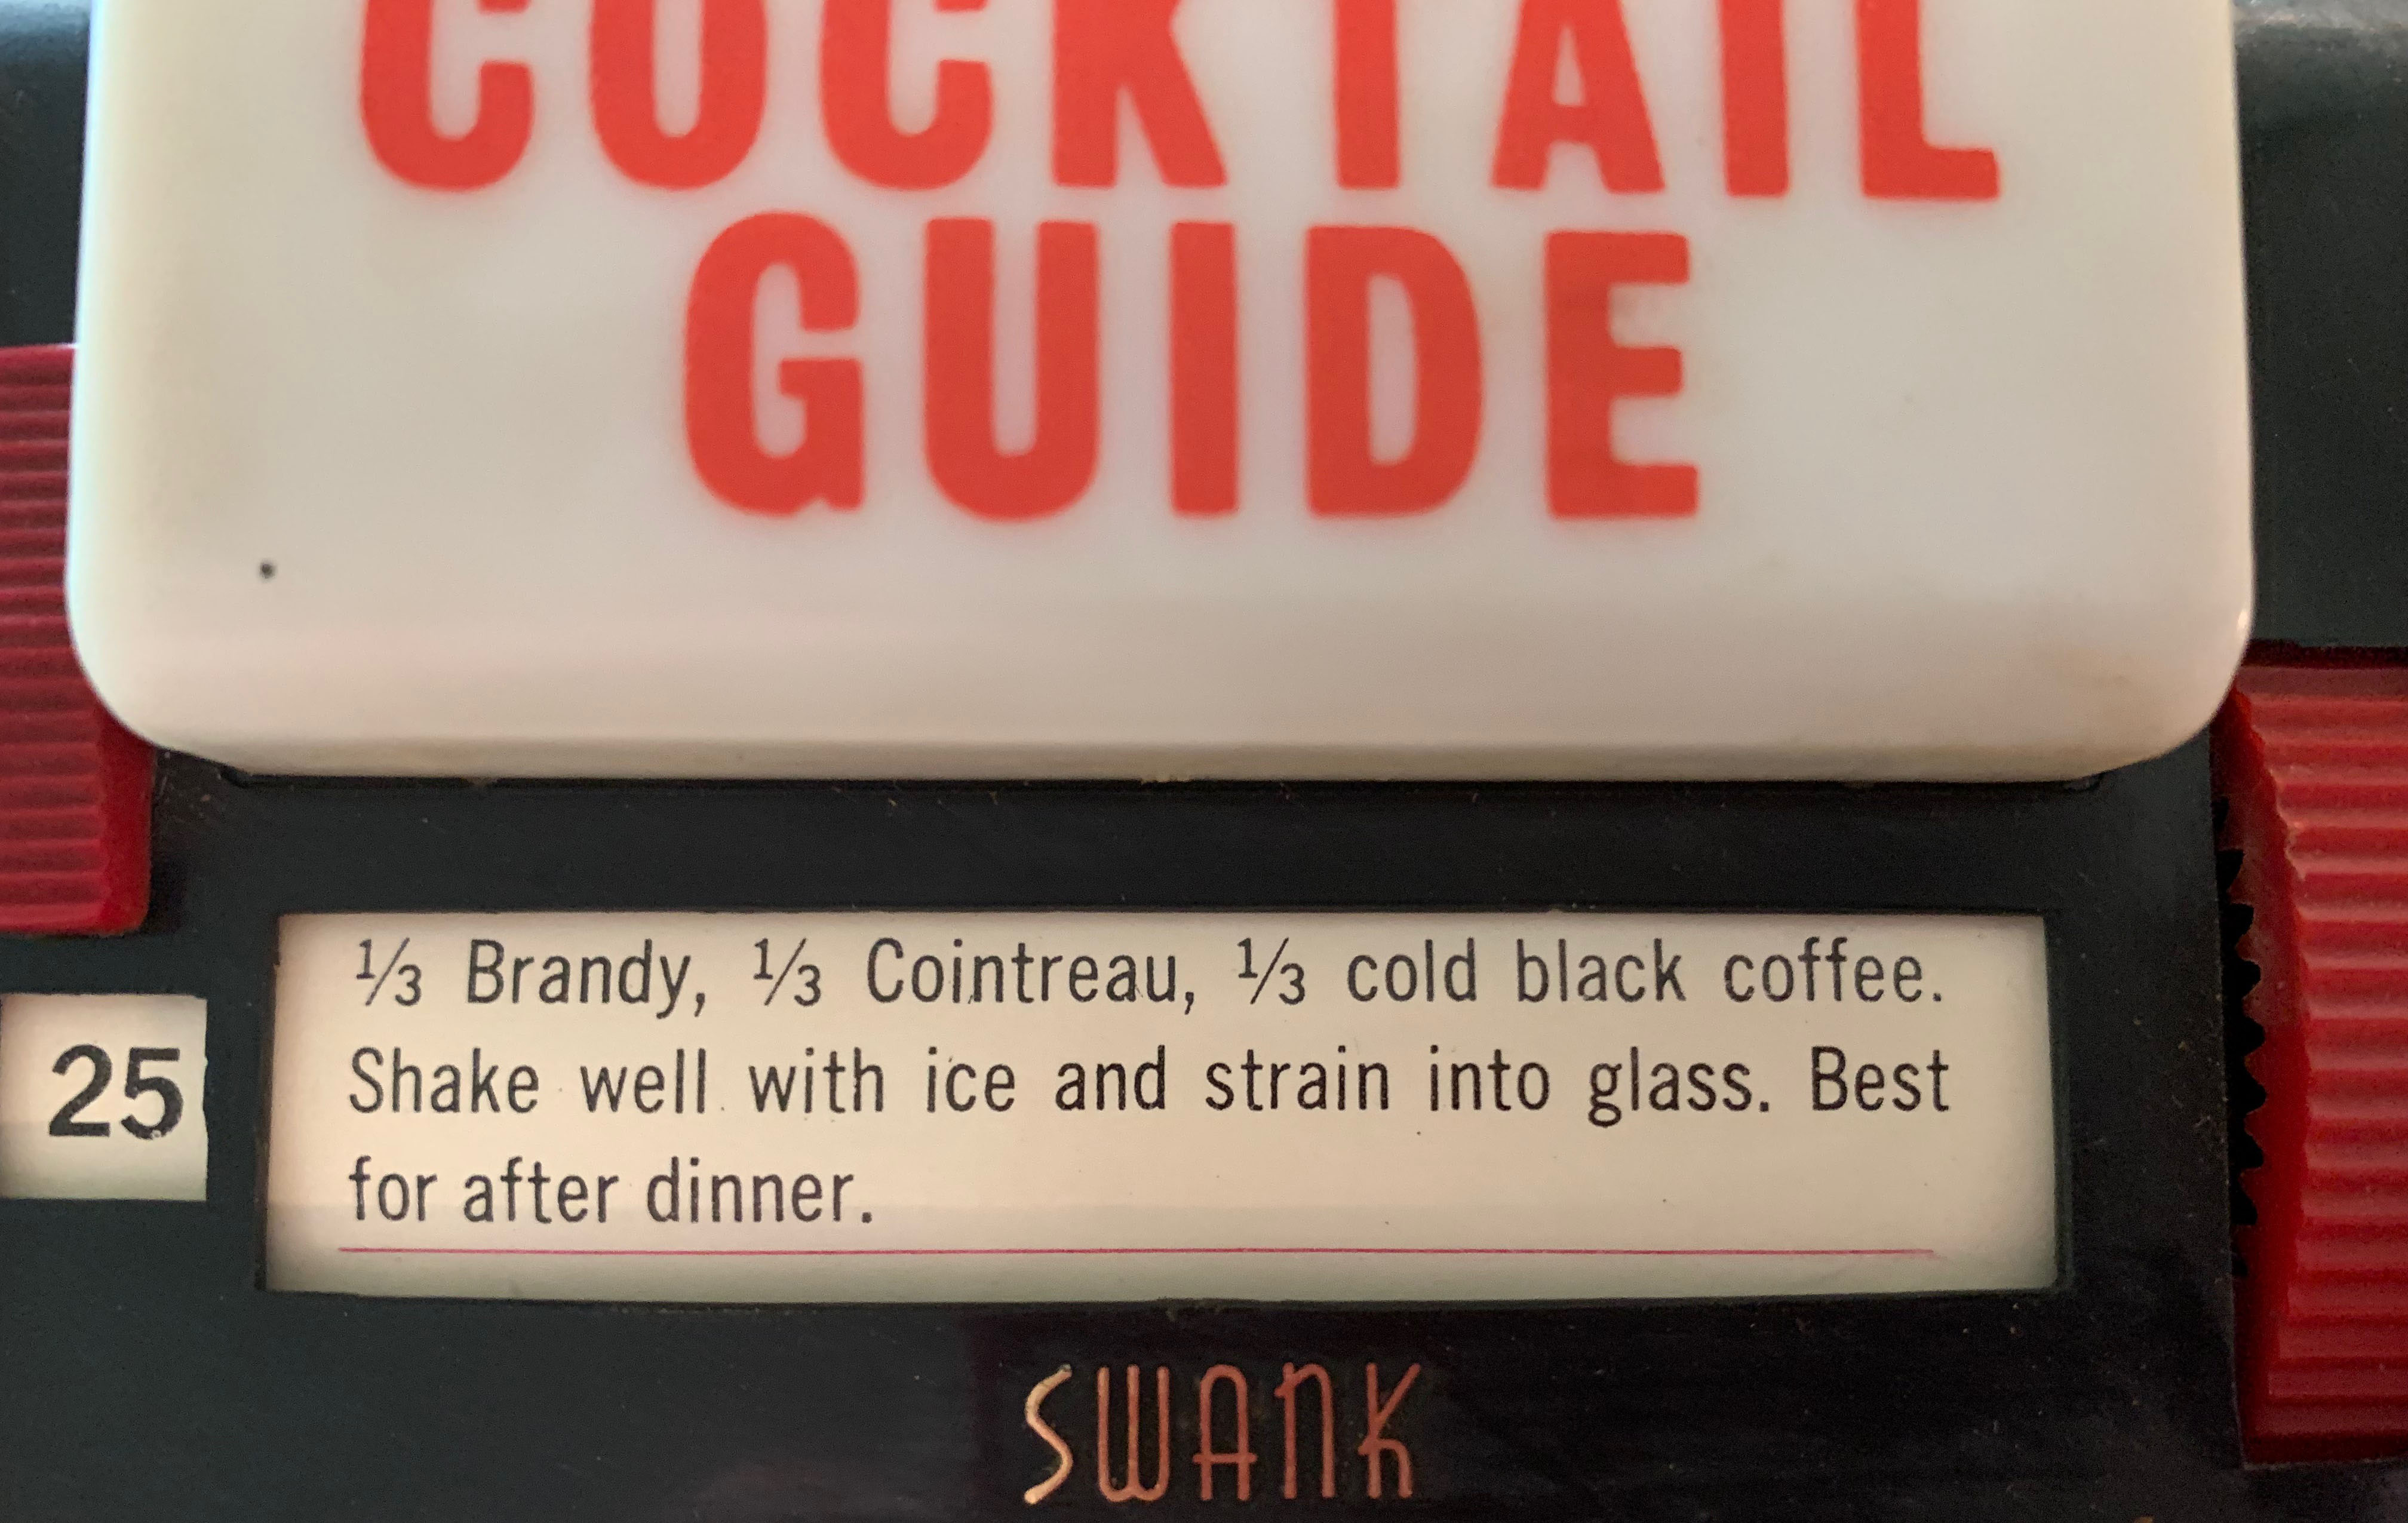 COCKTAIL
GUIDE
⅓ Brandy, ⅓ Cointreau, ⅓ cold black coffee.
25
Shake well with ice and strain into glass. Best
for after dinner.
SWANK